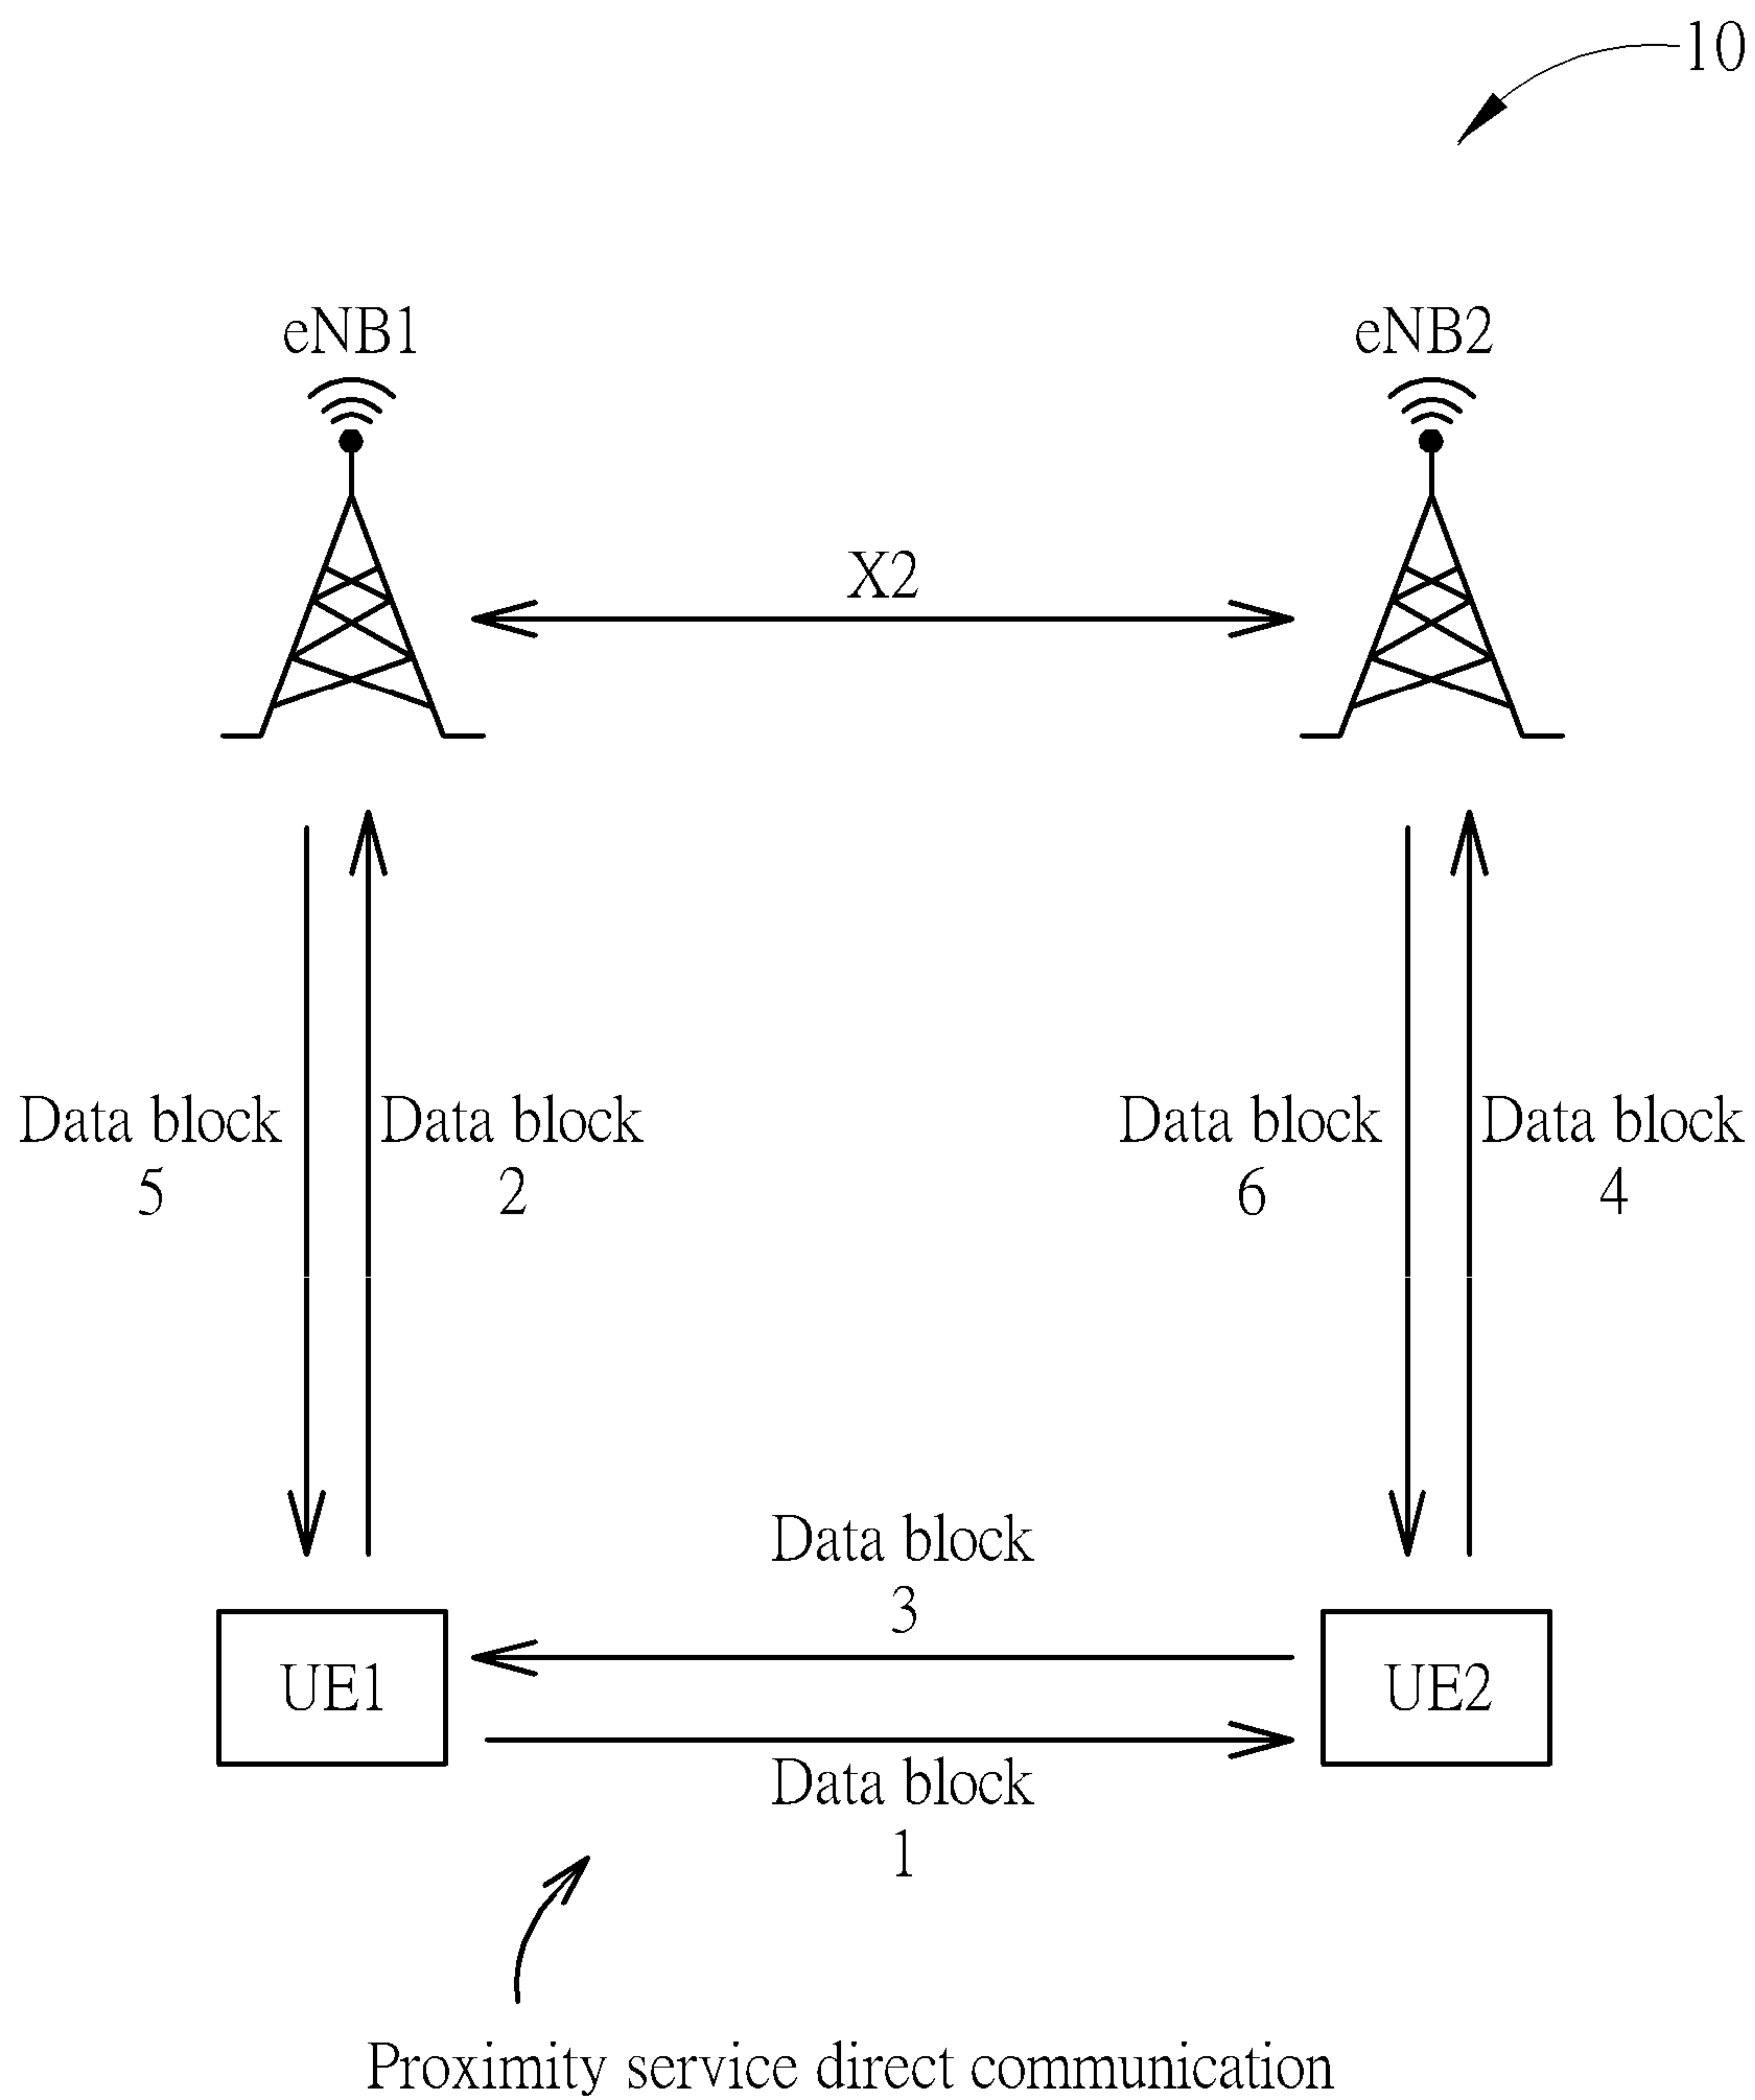 10
eNB1
eNB2
X2
Data block
5
Data block
2
Data block
6
Data block
4
Data block
3
UE1
UE2
Data block
1
Proximity service direct communication